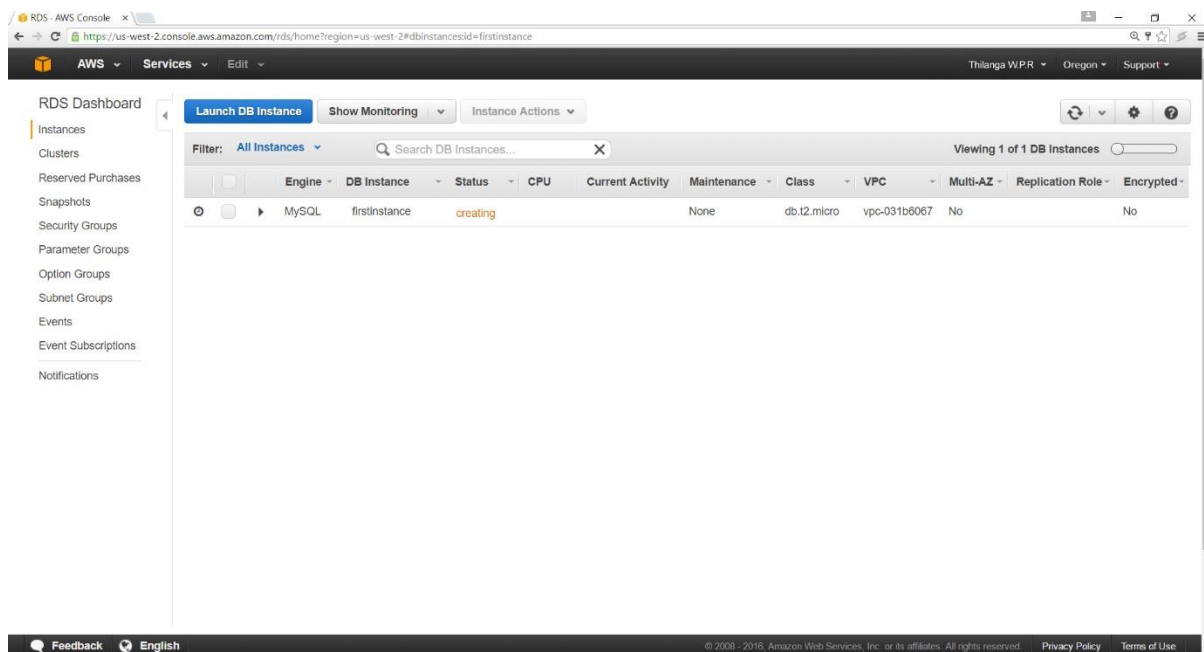 RDS · AWS Console ×
https://us-west-2.console.aws.amazon.com/rds/home?region=us-west-2#dbinstances:id=firstinstance
AWS Services Edit Thilanga W.P.R Oregon Support
RDS Dashboard
Instances
Clusters
Reserved Purchases
Snapshots
Security Groups
Parameter Groups
Option Groups
Subnet Groups
Events
Event Subscriptions
Notifications
Launch DB Instance Show Monitoring Instance Actions
Filter: All Instances Search DB Instances... X Viewing 1 of 1 DB Instances
Engine DB Instance Status CPU Current Activity Maintenance Class VPC Multi-AZ Replication Role Encrypted
MySQL firstinstance creating None db.t2.micro vpc-031b6067 No No
Feedback English © 2008 - 2016, Amazon Web Services, Inc. or its affiliates. All rights reserved. Privacy Policy Terms of Use